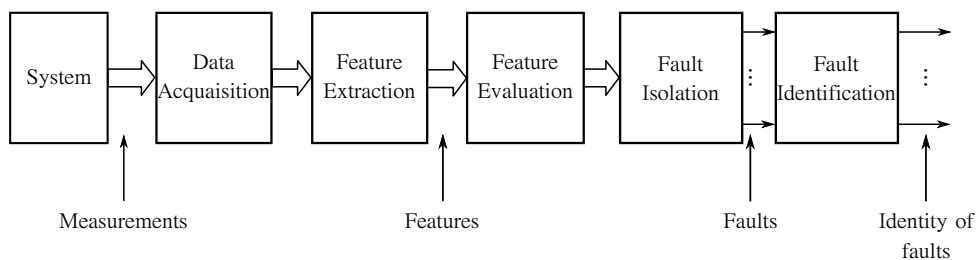 System
Data
Acquaisition
Feature
Extraction
Feature
Evaluation
Fault
Isolation
Fault
Identification
Measurements
Features
Faults
Identity of
faults